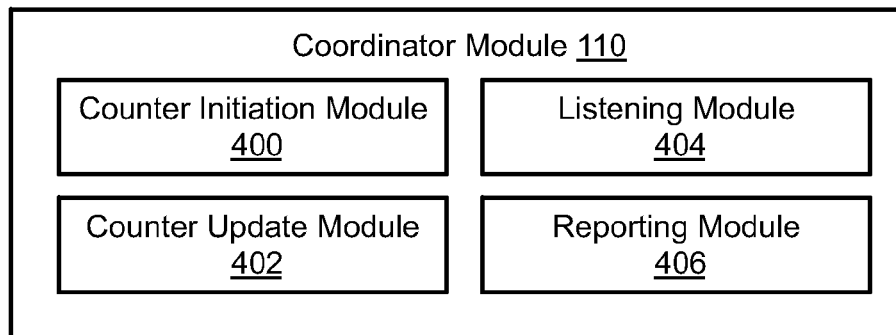 Coordinator Module 110
Counter Initiation Module
400
Listening Module
404
Counter Update Module
402
Reporting Module
406